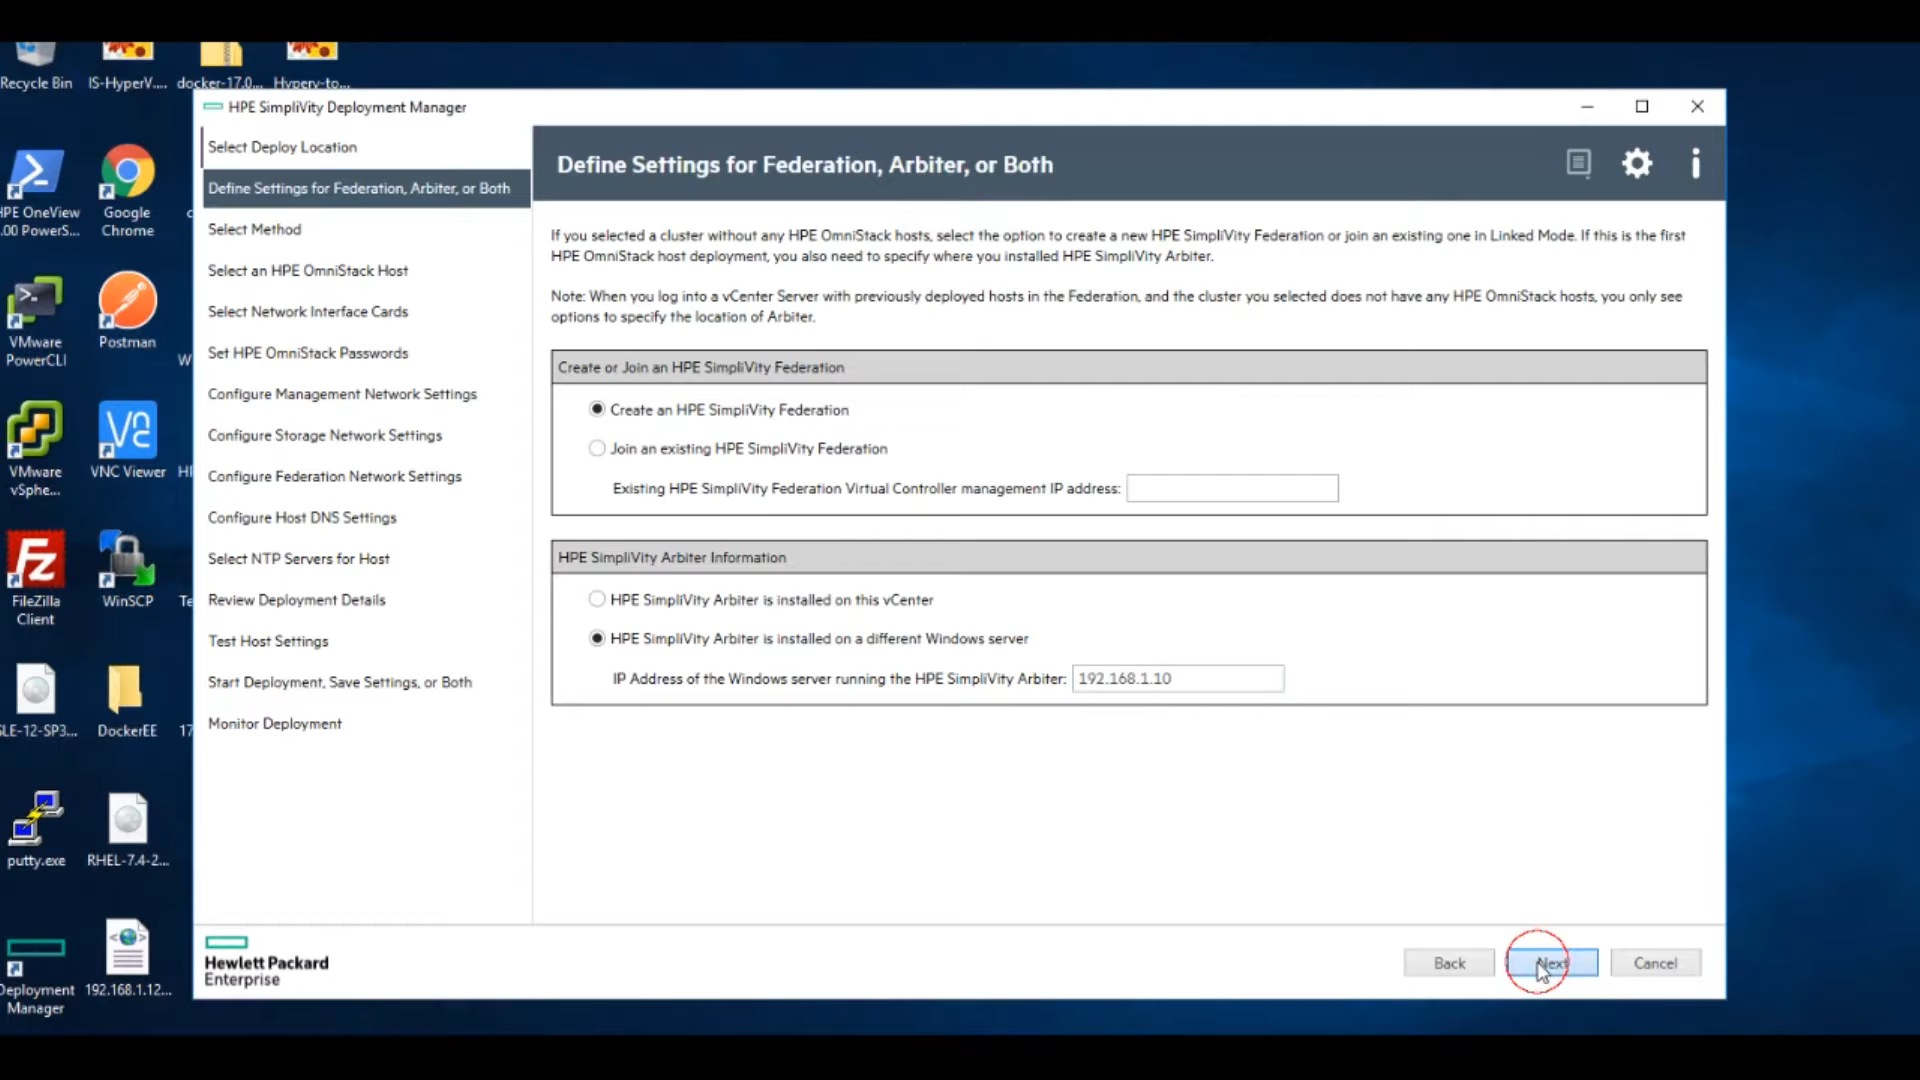 Recycle Bin
IS-HyperV....
docker-17.0...
Hyperv-to...
HPE OneView
.00 PowerS...
Google
Chrome
VMware
PowerCLI
Postman
W
VMware
vSphe...
VNC Viewer
FileZilla
Client
WinSCP
Te
SLE-12-SP3...
DockerEE
17
putty.exe
RHEL-7.4-2...
Deployment
Manager
192.168.1.12...
HPE SimpliVity Deployment Manager
Select Deploy Location
Define Settings for Federation, Arbiter, or Both
Select Method
Select an HPE OmniStack Host
Select Network Interface Cards
Set HPE OmniStack Passwords
Configure Management Network Settings
Configure Storage Network Settings
Configure Federation Network Settings
Configure Host DNS Settings
Select NTP Servers for Host
Review Deployment Details
Test Host Settings
Start Deployment, Save Settings, or Both
Monitor Deployment
Define Settings for Federation, Arbiter, or Both
If you selected a cluster without any HPE OmniStack hosts, select the option to create a new HPE SimpliVity Federation or join an existing one in Linked Mode. If this is the first
HPE OmniStack host deployment, you also need to specify where you installed HPE SimpliVity Arbiter.
Note: When you log into a vCenter Server with previously deployed hosts in the Federation, and the cluster you selected does not have any HPE OmniStack hosts, you only see
options to specify the location of Arbiter.
Create or Join an HPE SimpliVity Federation
Create an HPE SimpliVity Federation
Join an existing HPE SimpliVity Federation
Existing HPE SimpliVity Federation Virtual Controller management IP address:
HPE SimpliVity Arbiter Information
HPE SimpliVity Arbiter is installed on this vCenter
HPE SimpliVity Arbiter is installed on a different Windows server
IP Address of the Windows server running the HPE SimpliVity Arbiter: 192.168.1.10
Hewlett Packard
Enterprise
Back
Next
Cancel